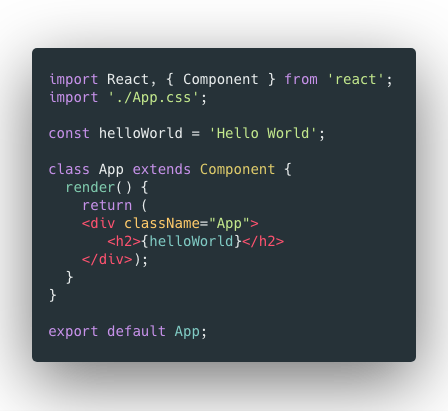 import React, { Component } from 'react';
import './App.css';

const helloWorld = 'Hello World';

class App extends Component {
  render() {
    return (
    <div className="App">
       <h2>{helloWorld}</h2>
    </div>);
  }
}

export default App;